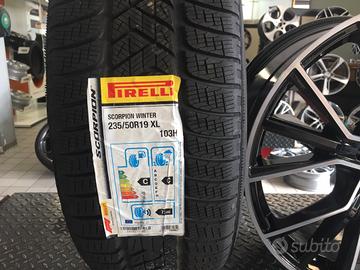 PIRELLI
SCORPION WINTER
235/50R19 XL
103H
SCORPION
C
subito